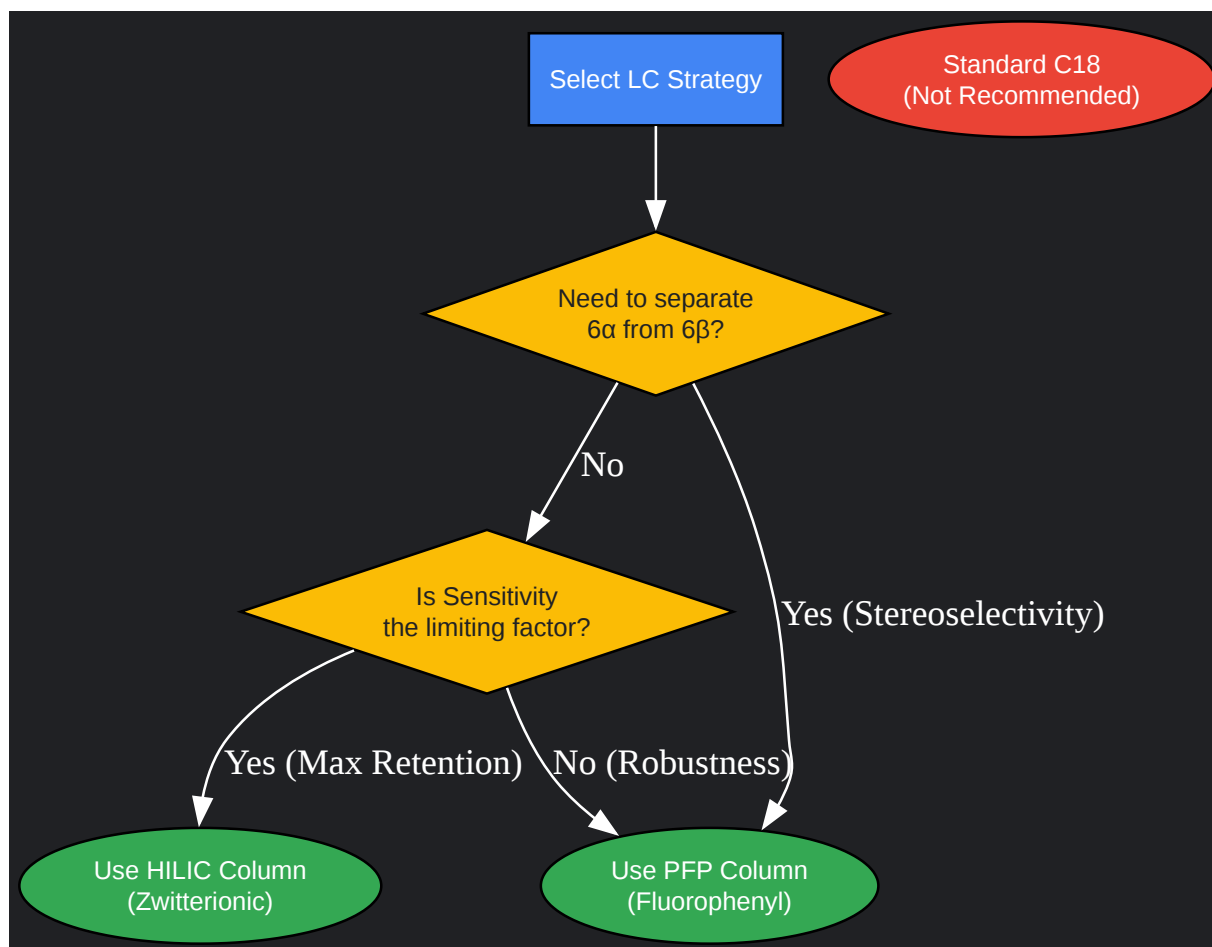 Select LC Strategy
Standard C18
(Not Recommended)
Need to separate
6α from 6β?
No
Is Sensitivity
the limiting factor?
Yes (Stereoselectivity)
Yes (Max Retention)
No (Robustness)
Use HILIC Column
(Zwitterionic)
Use PFP Column
(Fluorophenyl)